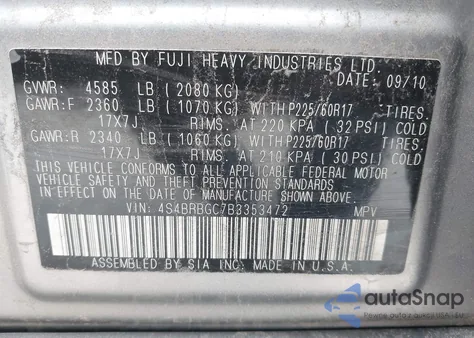 MFD BY FUJI HEAVY INDUSTRIES LTD.
DATE: 09/10
GVWR: 4585 LB (2080 KG)
GAWR:F 2360 LB (1070 KG) WITH P225/60R17 TIRES,
17X7J RIMS, AT 220 KPA (32 PSI) COLD
GAWR:R 2340 LB (1060 KG) WITH P225/60R17 TIRES,
17X7J RIMS, AT 210 KPA (30 PSI) COLD
THIS VEHICLE CONFORMS TO ALL APPLICABLE FEDERAL MOTOR
VEHICLE SAFETY AND THEFT PREVENTION STANDARDS
IN EFFECT ON THE DATE OF MANUFACTURE SHOWN ABOVE.
VIN: 4S4BRBGC7B3353472 MPV
ASSEMBLED BY SIA INC. MADE IN U.S.A.
autoSnap